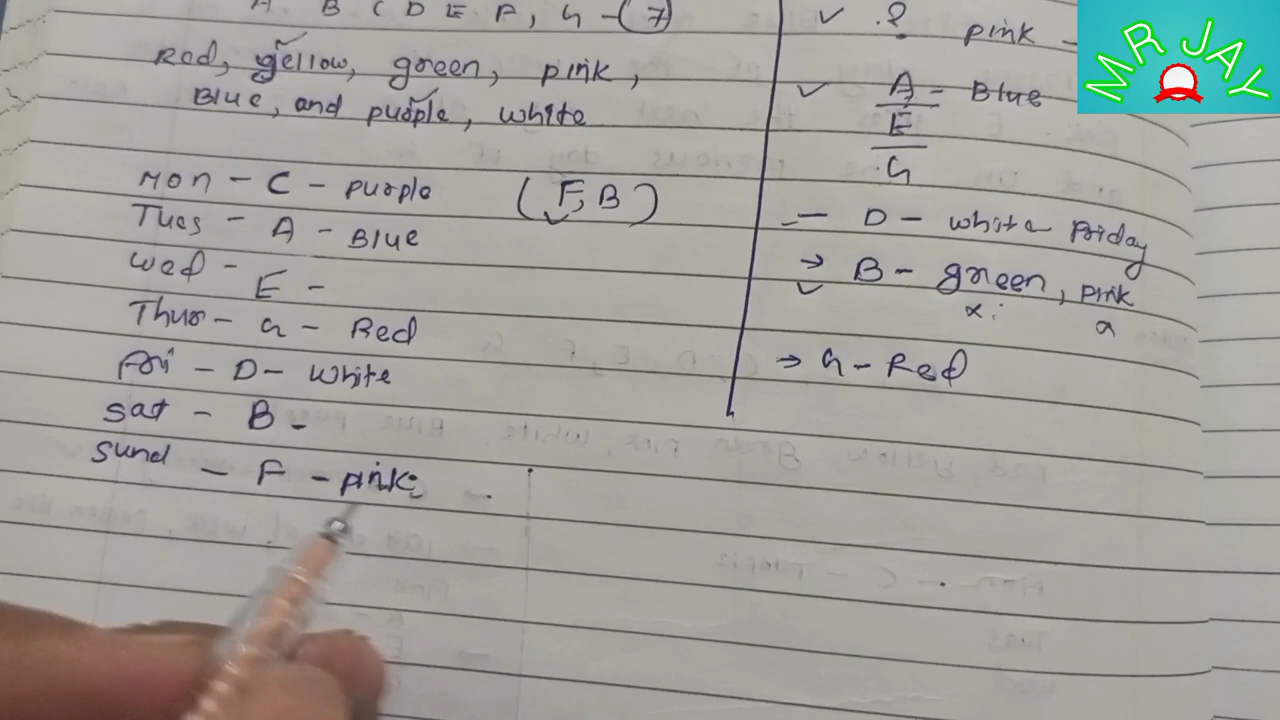 A B C D E F, G - (7)
Red, yellow, green, pink,
Blue, and purple, white
Mon - C - purple (F, B)
Tues - A - Blue
Wed - E -
Thur - G - Red
Fri - D - White
Sat - B -
Sund - F - pink
? pink -
A - Blue
E
G
- D - white Friday
→ B - green, pink
x
→ G - Red
MR JAY